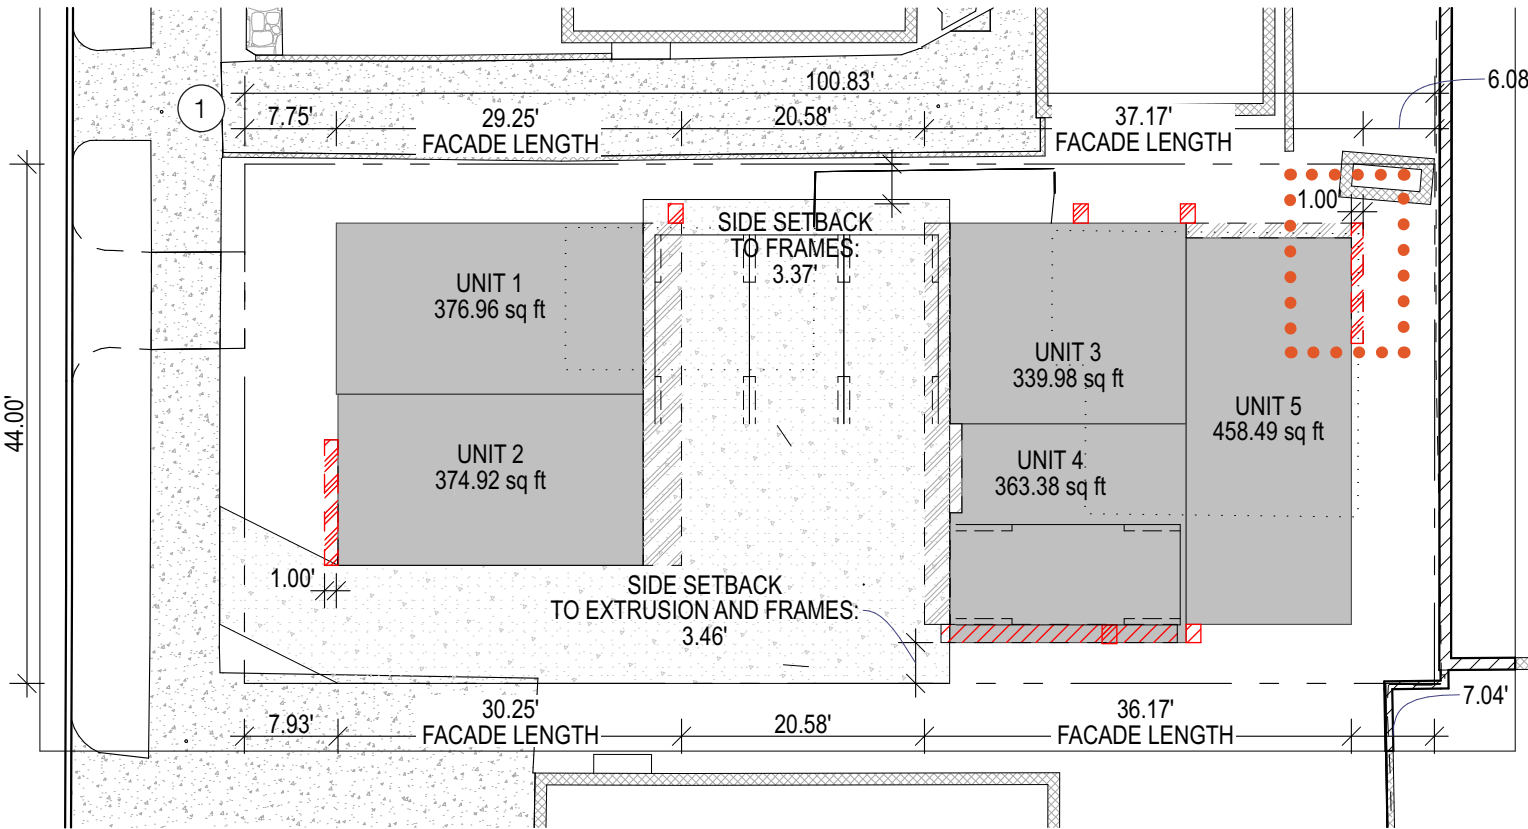 100.83'
6.08
1
7.75'
29.25'
FACADE LENGTH
20.58'
37.17'
FACADE LENGTH
1.00'
SIDE SETBACK
TO FRAMES:
3.37'
UNIT 1
376.96 sq ft
UNIT 3
339.98 sq ft
UNIT 5
458.49 sq ft
44.00'
UNIT 2
374.92 sq ft
UNIT 4
363.38 sq ft
1.00'
SIDE SETBACK
TO EXTRUSION AND FRAMES:
3.46'
7.93'
30.25'
FACADE LENGTH
20.58'
36.17'
FACADE LENGTH
7.04'